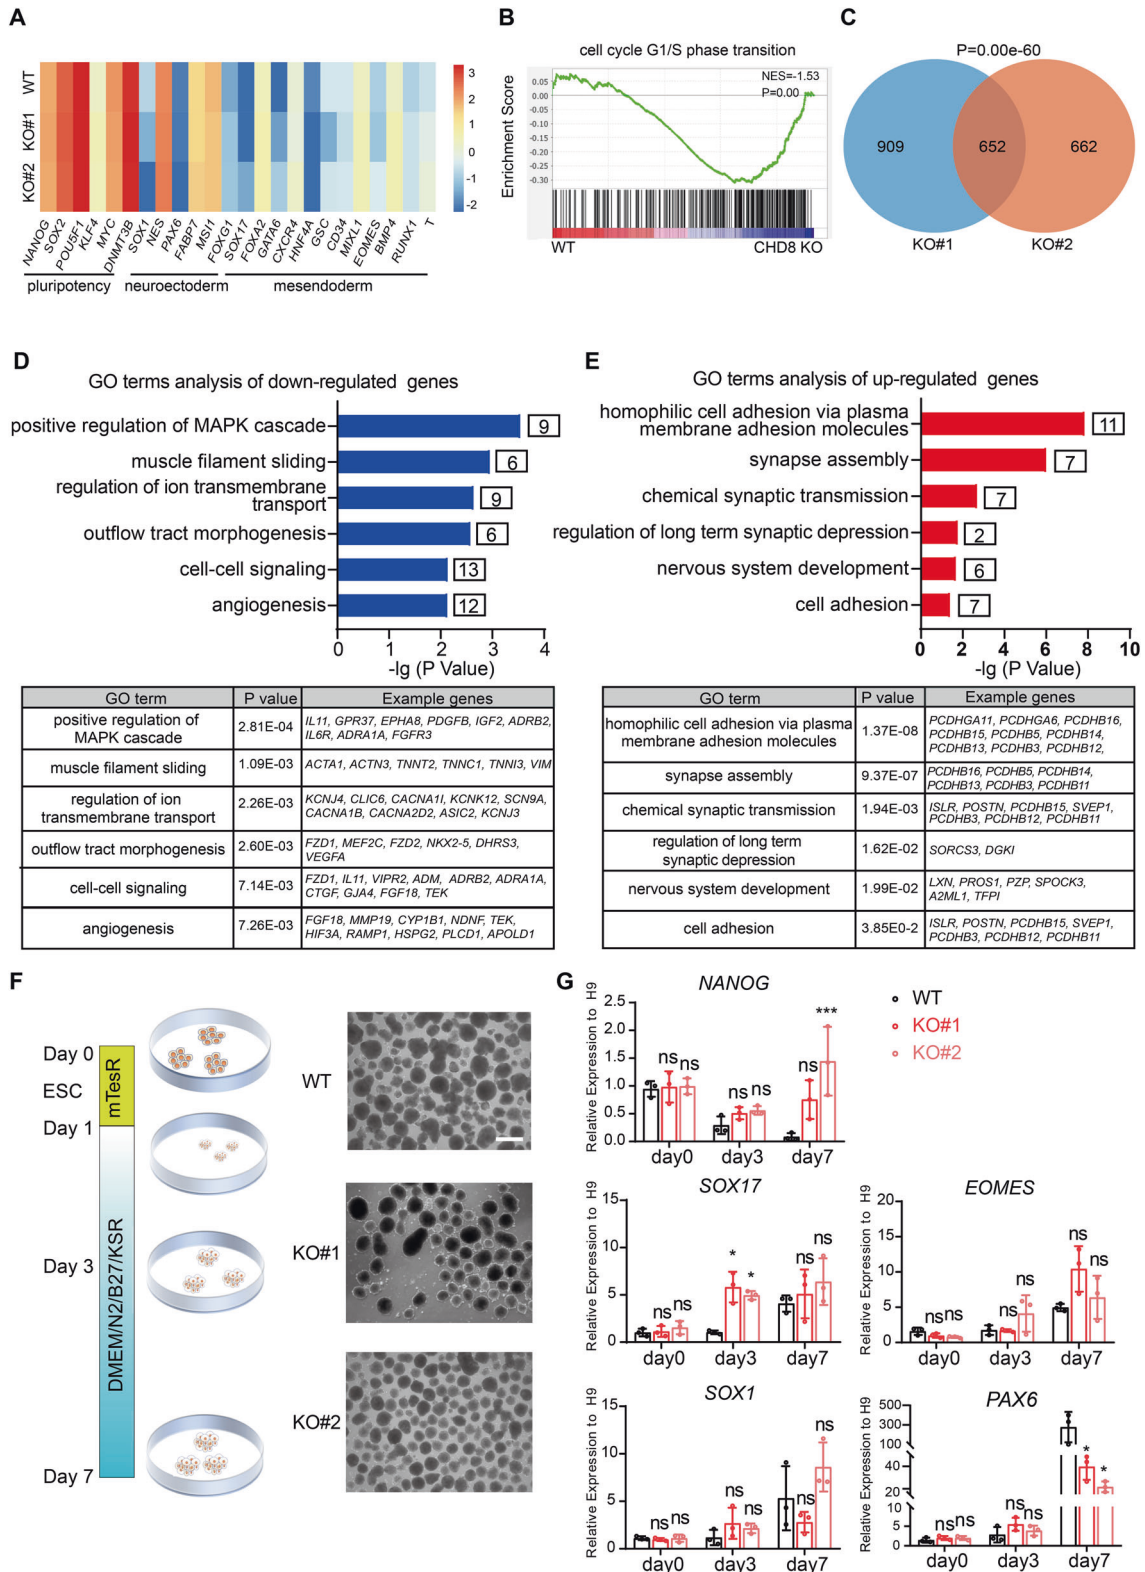 A
WT
KO#1
KO#2
3
2
1
0
-1
-2
NANOG
SOX2
POU5F1
KLF4
MYC
DNMT3B
SOX1
NES
PAX6
FABP7
MSI1
FOXG1
SOX17
FOXA2
GATA6
CXCR4
HNF4A
GSC
CD34
MIXL1
EOMES
BMP4
RUNX1
T
pluripotency
neuroectoderm
mesendoderm
B
cell cycle G1/S phase transition
NES=-1.53
P=0.00
Enrichment Score
0.05
0.00
-0.05
-0.10
-0.15
-0.20
-0.25
-0.30
WT
CHD8 KO
C
P=0.00e-60
909
652
662
KO#1
KO#2
D
GO terms analysis of down-regulated genes
positive regulation of MAPK cascade
9
muscle filament sliding
6
regulation of ion transmembrane
transport
9
outflow tract morphogenesis
6
cell-cell signaling
13
angiogenesis
12
0 1 2 3 4
-lg (P Value)
GO term P value Example genes
positive regulation of
MAPK cascade
2.81E-04
IL11, GPR37, EPHA8, PDGFB, IGF2, ADRB2,
IL6R, ADRA1A, FGFR3
muscle filament sliding 1.09E-03 ACTA1, ACTN3, TNNT2, TNNC1, TNNI3, VIM
regulation of ion
transmembrane transport
2.26E-03
KCNJ4, CLIC6, CACNA1I, KCNK12, SCN9A,
CACNA1B, CACNA2D2, ASIC2, KCNJ3
outflow tract morphogenesis 2.60E-03
FZD1, MEF2C, FZD2, NKX2-5, DHRS3,
VEGFA
cell-cell signaling 7.14E-03
FZD1, IL11, VIPR2, ADM, ADRB2, ADRA1A,
CTGF, GJA4, FGF18, TEK
angiogenesis 7.26E-03
FGF18, MMP19, CYP1B1, NDNF, TEK,
HIF3A, RAMP1, HSPG2, PLCD1, APOLD1
E
GO terms analysis of up-regulated genes
homophilic cell adhesion via plasma
membrane adhesion molecules
11
synapse assembly
7
chemical synaptic transmission
7
regulation of long term synaptic depression
2
nervous system development
6
cell adhesion
7
0 2 4 6 8 10
-lg (P Value)
GO term P value Example genes
homophilic cell adhesion via plasma
membrane adhesion molecules
1.37E-08
PCDHGA11, PCDHGA6, PCDHB16,
PCDHB15, PCDHB5, PCDHB14,
PCDHB13, PCDHB3, PCDHB12,
synapse assembly 9.37E-07
PCDHB16, PCDHB5, PCDHB14,
PCDHB13, PCDHB3, PCDHB11
chemical synaptic transmission 1.94E-03
ISLR, POSTN, PCDHB15, SVEP1,
PCDHB3, PCDHB12, PCDHB11
regulation of long term
synaptic depression
1.62E-02
SORCS3, DGKI
nervous system development 1.99E-02
LXN, PROS1, PZP, SPOCK3,
A2ML1, TFPI
cell adhesion 3.85E0-2
ISLR, POSTN, PCDHB15, SVEP1,
PCDHB3, PCDHB12, PCDHB11
F
Day 0
ESC
Day 1
Day 3
Day 7
mTesR
DMEM/N2/B27/KSR
WT
KO#1
KO#2
G
WT
KO#1
KO#2
NANOG
Relative Expression to H9
2.5
2.0
1.5
1.0
0.5
0.0
ns ns
ns ns
ns ***
day0 day3 day7
SOX17
Relative Expression to H9
15
10
5
0
ns ns
* *
ns ns
day0 day3 day7
EOMES
Relative Expression to H9
20
15
10
5
0
ns ns
ns ns
ns ns
day0 day3 day7
SOX1
Relative Expression to H9
15
10
5
0
ns ns
ns ns
ns ns
day0 day3 day7
PAX6
Relative Expression to H9
500
300
100
60
40
20
10
5
0
ns ns
ns ns
* *
day0 day3 day7